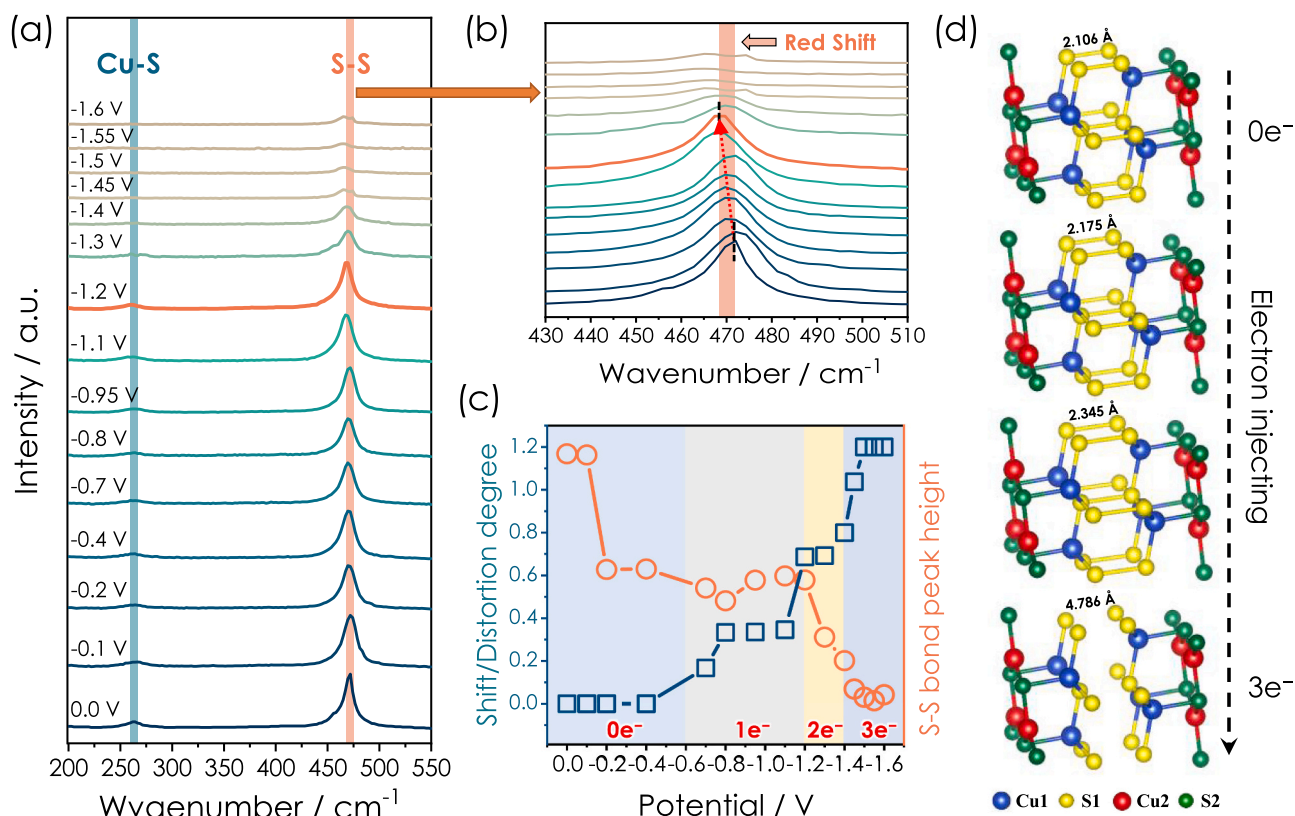 (a)
Cu-S
S-S
-1.6 V
-1.55 V
-1.5 V
-1.45 V
-1.4 V
-1.3 V
-1.2 V
-1.1 V
-0.95 V
-0.8 V
-0.7 V
-0.4 V
-0.2 V
-0.1 V
0.0 V
Intensity / a.u.
200 250 300 350 400 450 500 550
Wvgenumber / cm⁻¹
(b)
Red Shift
430 440 450 460 470 480 490 500 510
Wavenumber / cm⁻¹
(c)
Shift/Distortion degree
1.2
1.0
0.8
0.6
0.4
0.2
0.0
0e⁻ 1e⁻ 2e⁻ 3e⁻
0.0 -0.2 -0.4 -0.6 -0.8 -1.0 -1.2 -1.4 -1.6
Potential / V
S-S bond peak height
(d)
2.106 Å
2.175 Å
2.345 Å
4.786 Å
0e⁻
Electron injecting
3e⁻
Cu1 S1 Cu2 S2